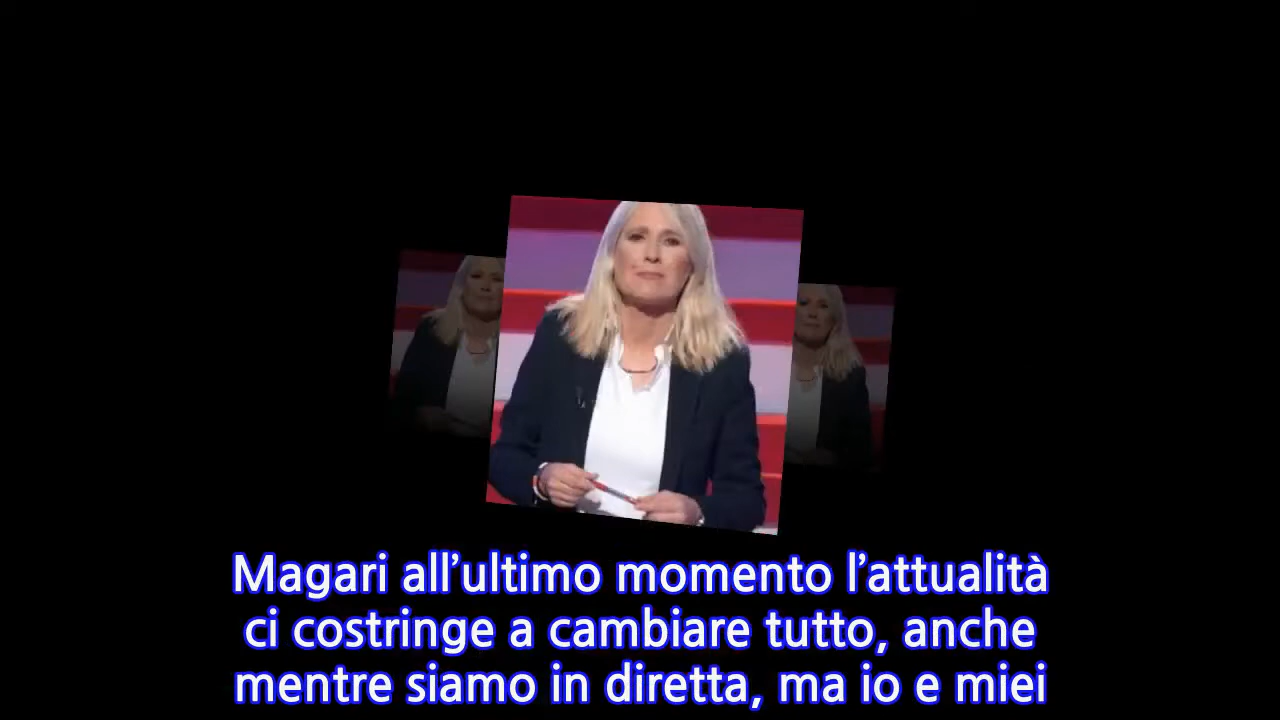 Magari all’ultimo momento l’attualità
ci costringe a cambiare tutto, anche
mentre siamo in diretta, ma io e miei